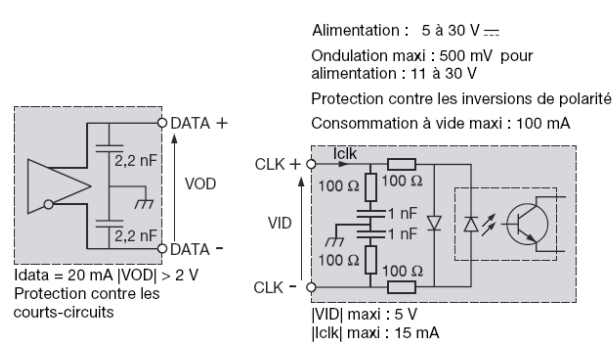 Alimentation : 5 à 30 V ⎓
Ondulation maxi : 500 mV pour
alimentation : 11 à 30 V
Protection contre les inversions de polarité
Consommation à vide maxi : 100 mA
DATA +
2,2 nF
VOD
2,2 nF
DATA -
Idata = 20 mA |VOD| > 2 V
Protection contre les
courts-circuits
Iclk
CLK +
100 Ω
100 Ω
1 nF
VID
1 nF
100 Ω
100 Ω
CLK -
|VID| maxi : 5 V
|Iclk| maxi : 15 mA